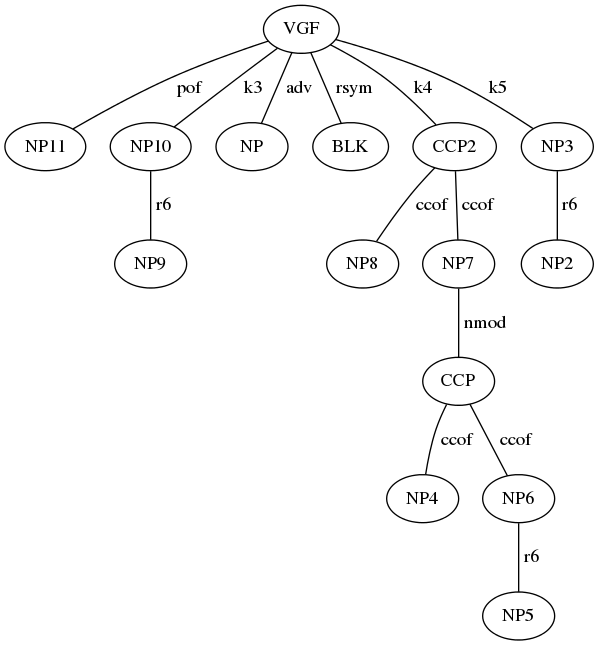 VGF
pof k3 adv rsym k4 k5
NP11 NP10 NP BLK CCP2 NP3
r6 ccof ccof r6
NP9 NP8 NP7 NP2
nmod
CCP
ccof ccof
NP4 NP6
r6
NP5